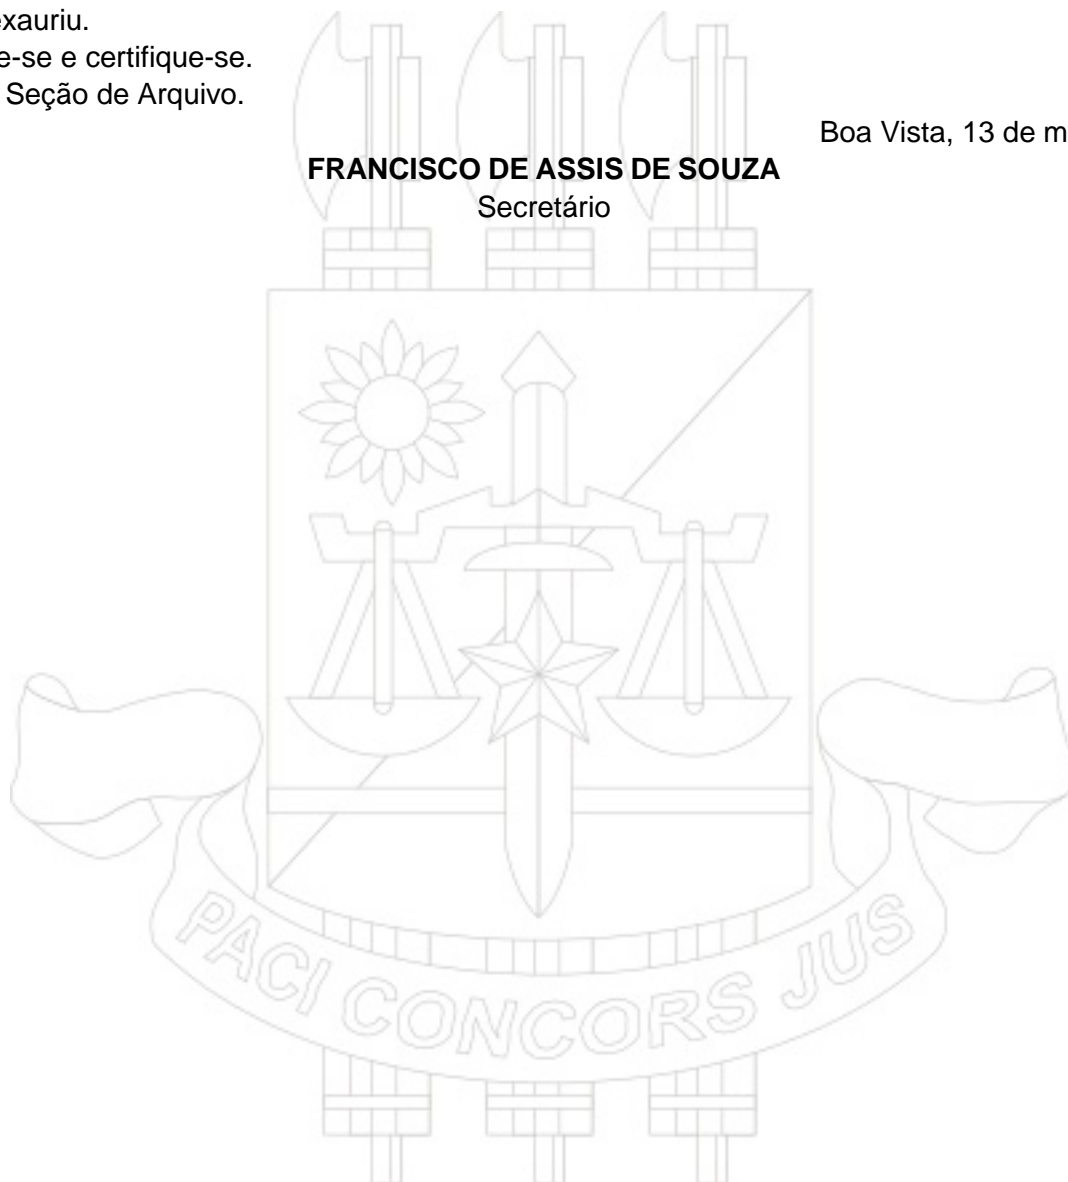 exauriu.
e-se e certifique-se.
Seção de Arquivo.
Boa Vista, 13 de m
FRANCISCO DE ASSIS DE SOUZA
Secretário
PACI CONCORS JUS